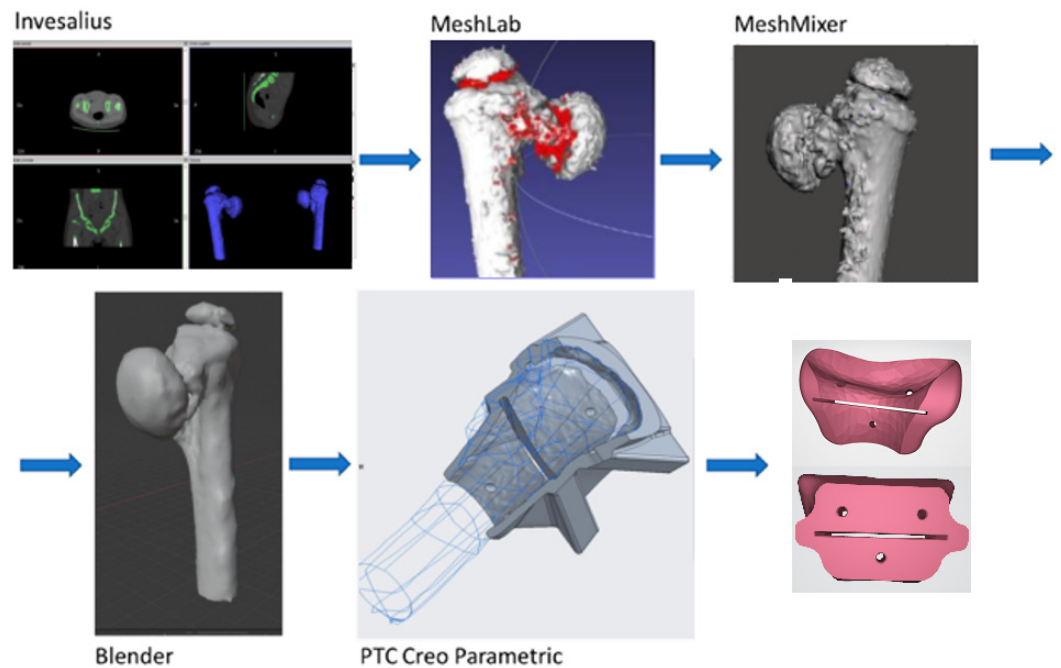 Invesalius
MeshLab
MeshMixer
Blender
PTC Creo Parametric